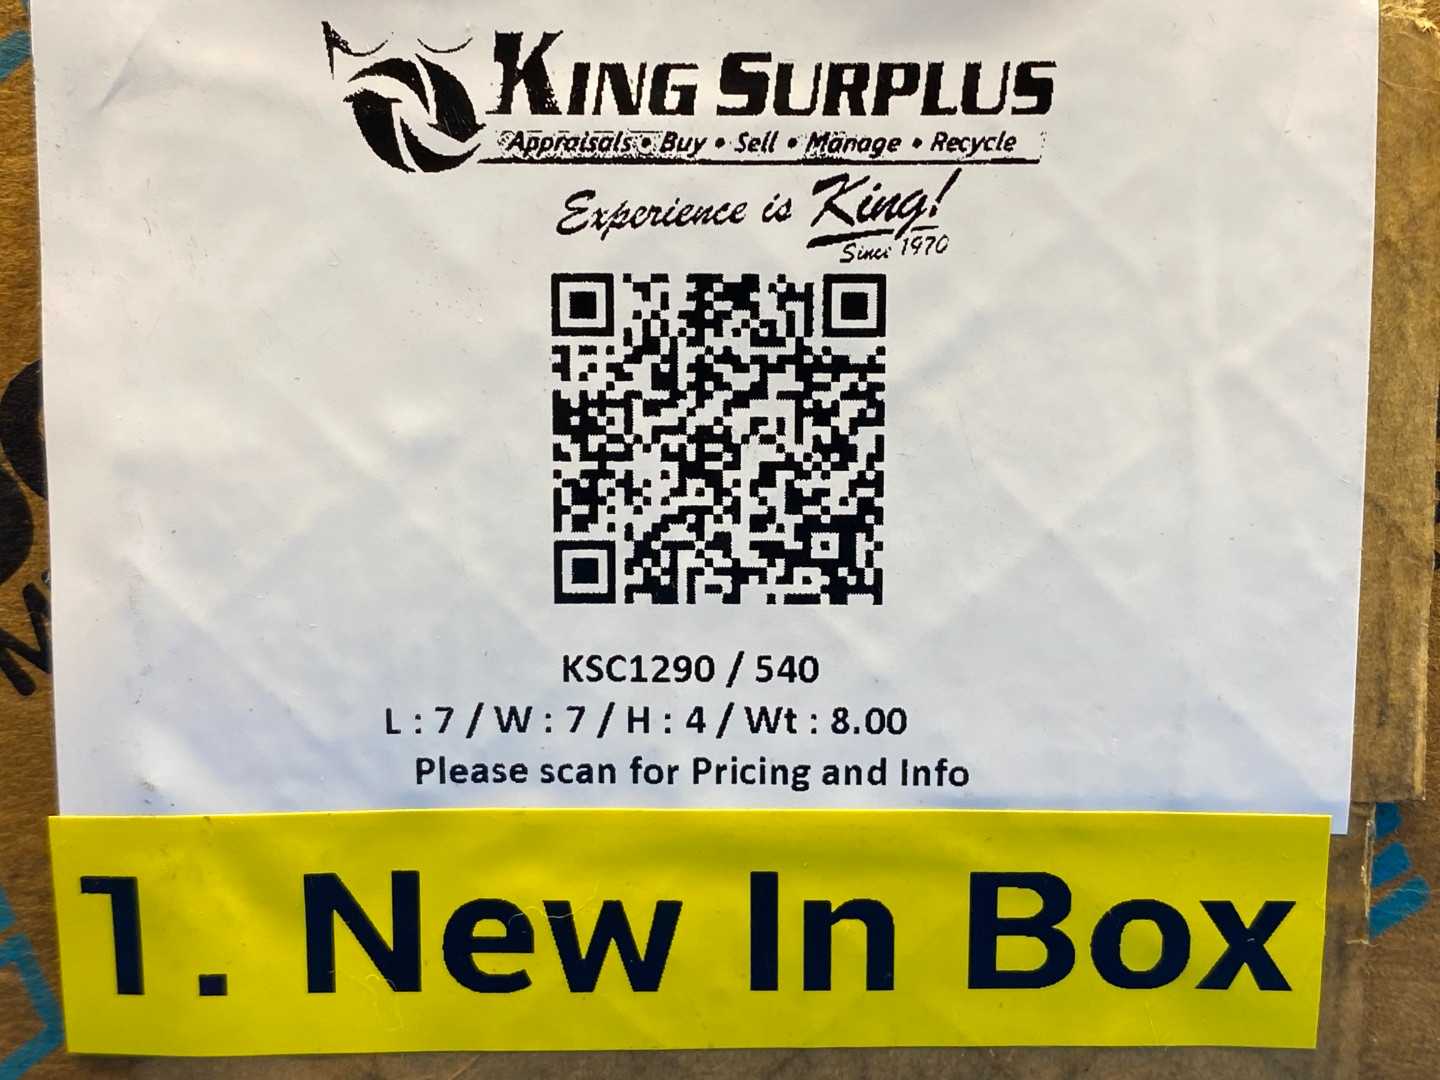 KING SURPLUS
Appraisals • Buy • Sell • Manage • Recycle
Experience is King!
Since 1970
KSC1290 / 540
L : 7 / W : 7 / H : 4 / Wt : 8.00
Please scan for Pricing and Info
1. New In Box